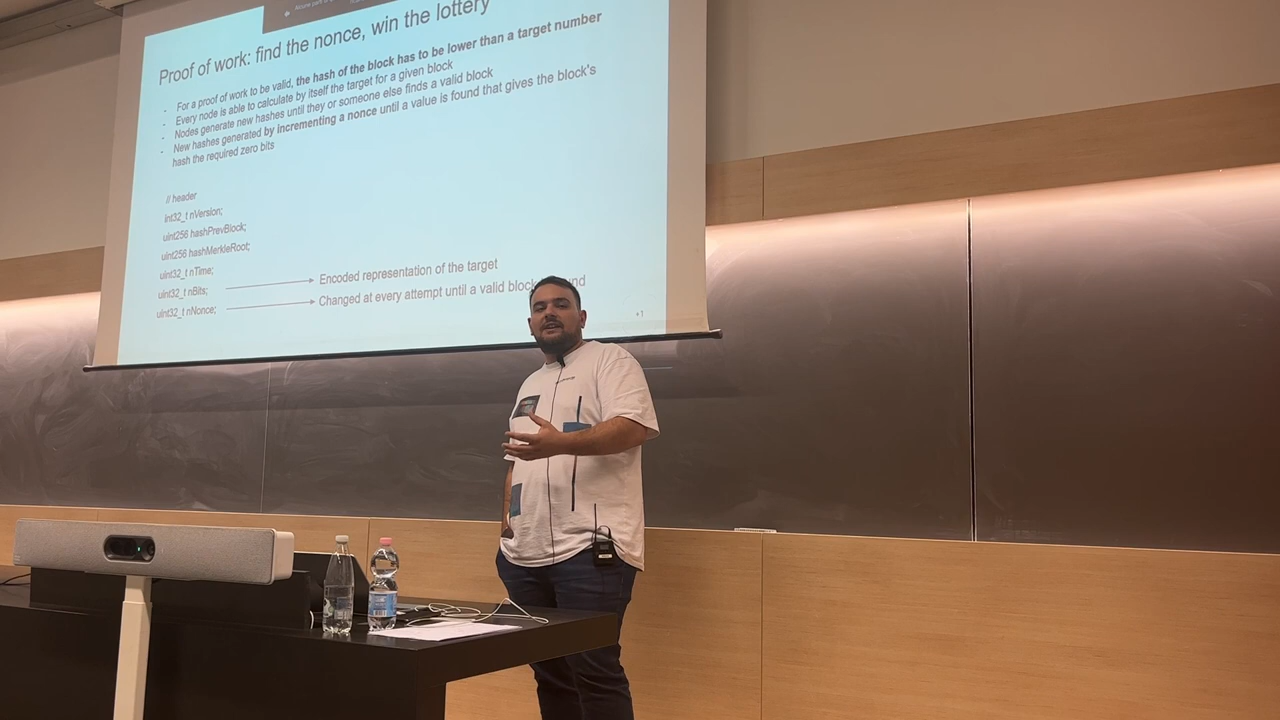 Alcune parti
Proof of work: find the nonce, win the lottery
- For a proof of work to be valid, the hash of the block has to be lower than a target number
- Every node is able to calculate by itself the target for a given block
- Nodes generate new hashes until they or someone else finds a valid block
- New hashes generated by incrementing a nonce until a value is found that gives the block's
hash the required zero bits
// header
int32_t nVersion;
uint256 hashPrevBlock;
uint256 hashMerkleRoot;
uint32_t nTime;
uint32_t nBits; Encoded representation of the target
uint32_t nNonce; Changed at every attempt until a valid block